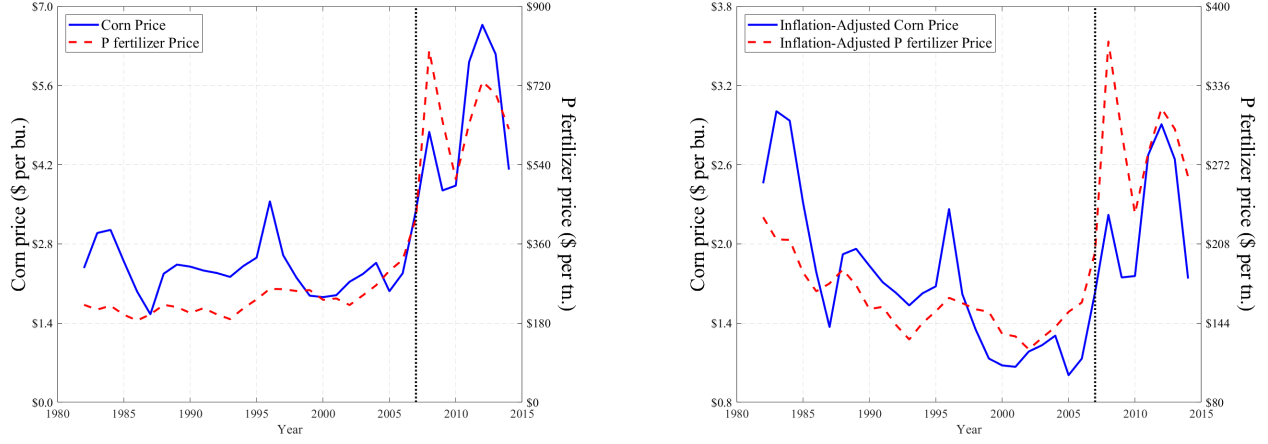 $7.0
$5.6
$4.2
$2.8
$1.4
$0.0
Corn price ($ per bu.)
Corn Price
P fertilizer Price
$900
$720
$540
$360
$180
$0
P fertilizer price ($ per tn.)
1980 1985 1990 1995 2000 2005 2010 2015
Year
$3.8
$3.2
$2.6
$2.0
$1.4
$0.8
Corn price ($ per bu.)
Inflation-Adjusted Corn Price
Inflation-Adjusted P fertilizer Price
$400
$336
$272
$208
$144
$80
P fertilizer price ($ per tn.)
1980 1985 1990 1995 2000 2005 2010 2015
Year